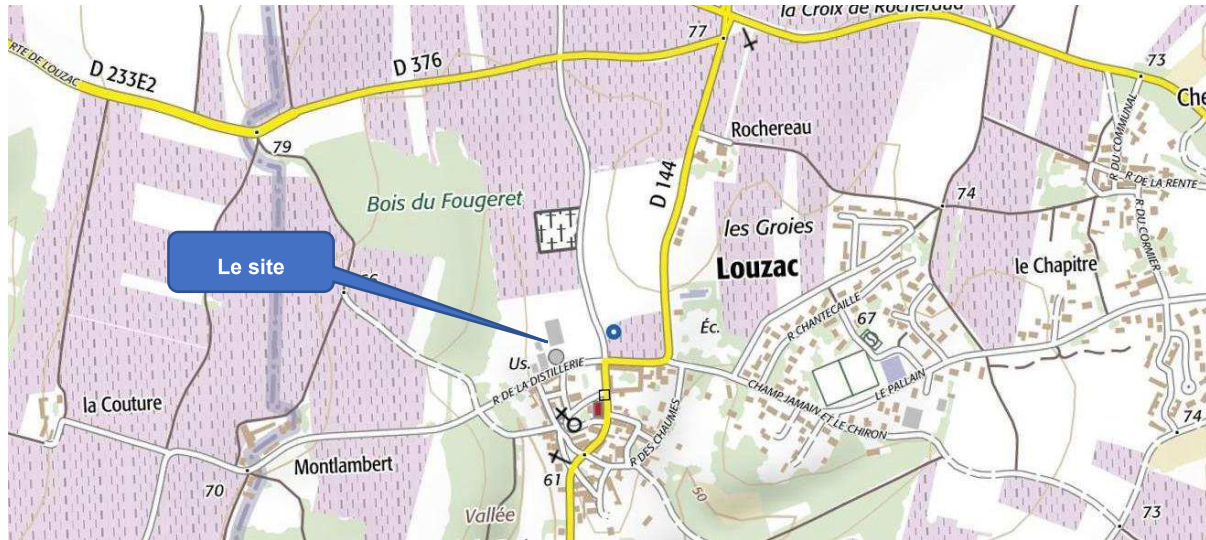 la Croix de Rochereau
77
D 376
D 233E2
RTE DE LOUZAC
73
Che
Rochereau
79
R DU COMMUNAL
R DE LA RENTE
D 144
74
Bois du Fougeret
les Groies
R DU CORMIER
Le site
66
Louzac
le Chapitre
R CHANTECAILLE
67
Éc.
Us.
R DE LA DISTILLERIE
LE PALLAIN
CHAMP JAMAIN ET LE CHIRON
la Couture
R DES CHAUMES
74
Montlambert
70
61
50
Vallée
73